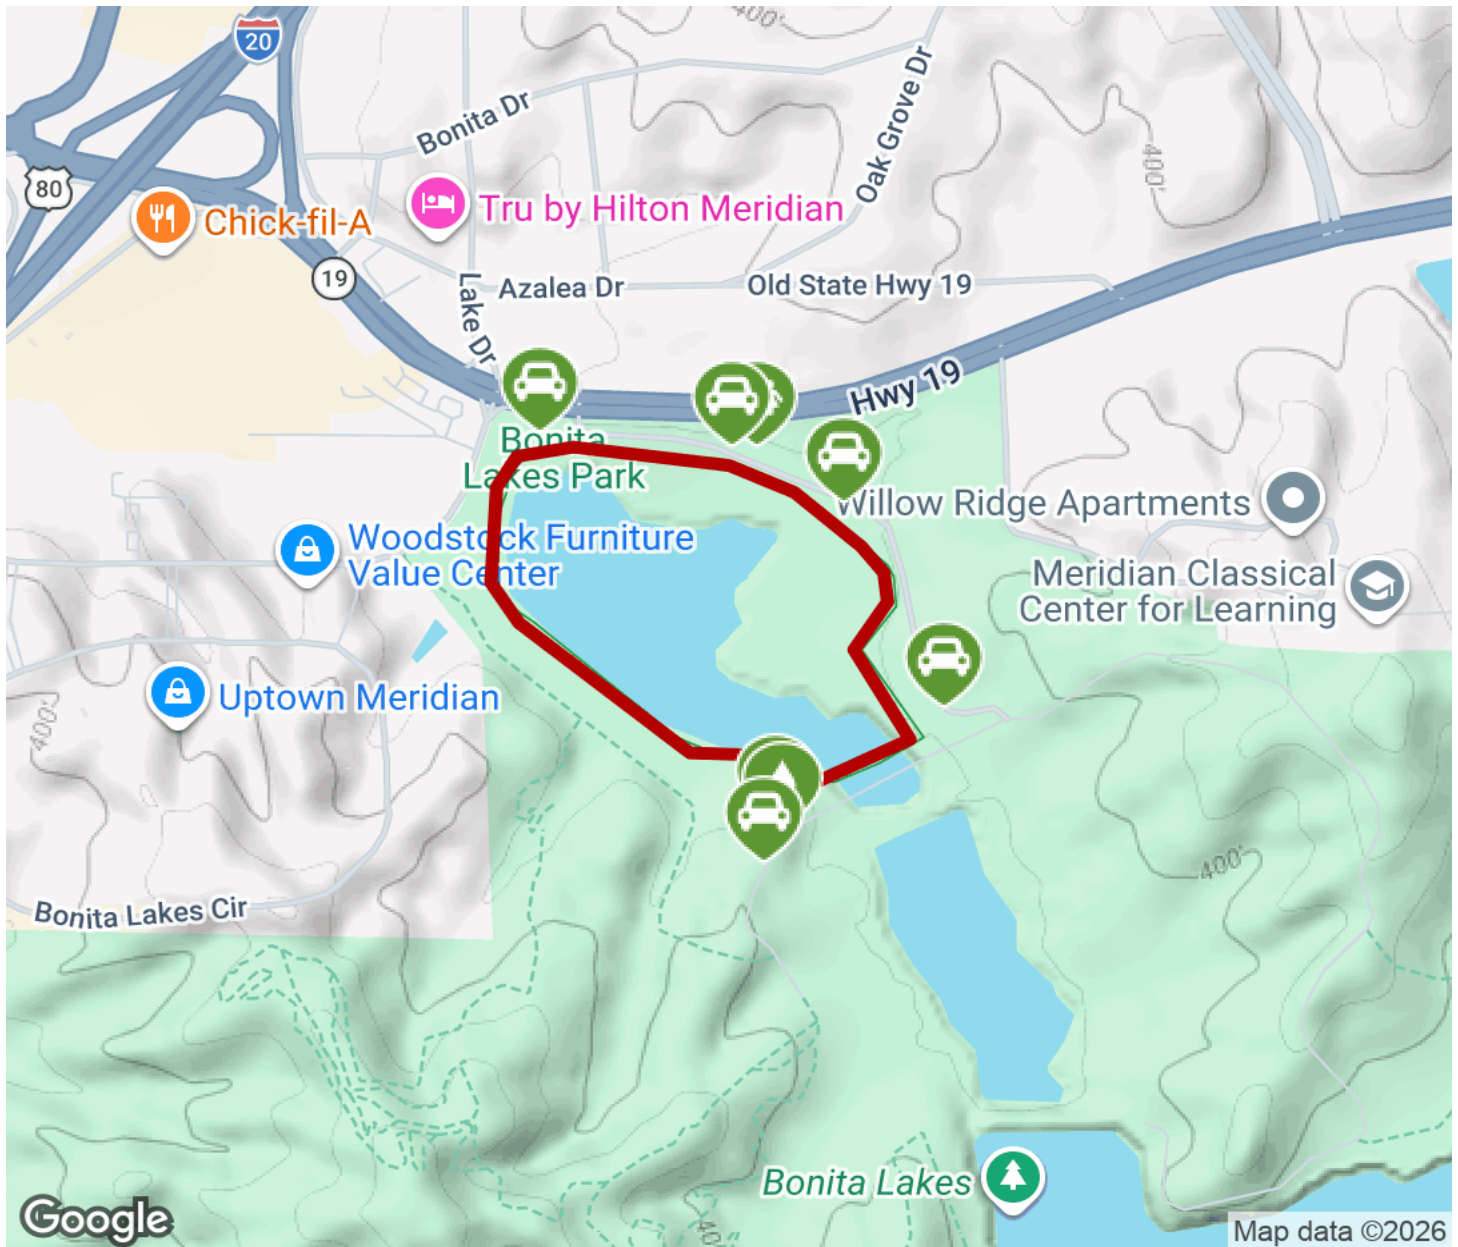 20
400'
Oak Grove Dr
Bonita Dr
400'
80
Chick-fil-A
Tru by Hilton Meridian
19
Lake Dr
Azalea Dr
Old State Hwy 19
Hwy 19
Bonita
Lakes Park
Willow Ridge Apartments
Woodstock Furniture
Value Center
Meridian Classical
Center for Learning
Uptown Meridian
400'
400'
Bonita Lakes Cir
Bonita Lakes
Google
400'
Map data ©2026